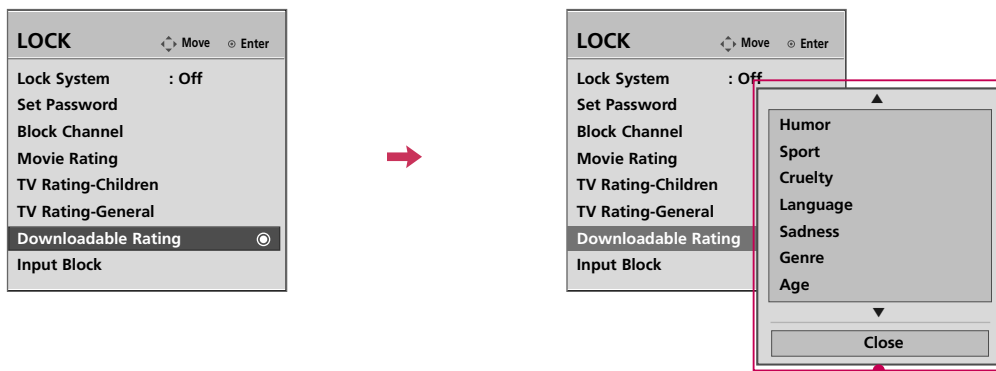 LOCK Move Enter
Lock System : Off
Set Password
Block Channel
Movie Rating
TV Rating-Children
TV Rating-General
Downloadable Rating
Input Block
LOCK Move Enter
Lock System : Off
Set Password
Block Channel
Movie Rating
TV Rating-Children
TV Rating-General
Downloadable Rating
Input Block
Humor
Sport
Cruelty
Language
Sadness
Genre
Age
Close